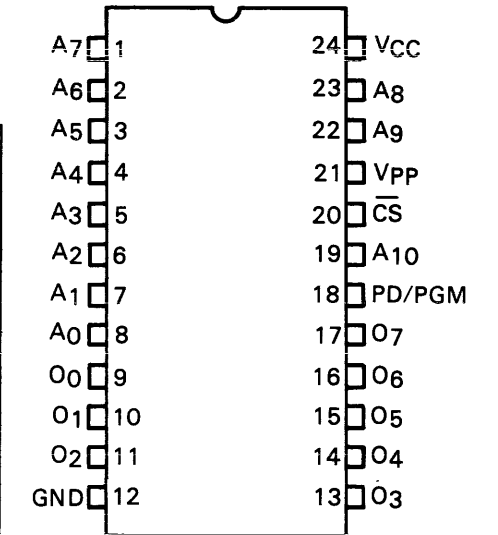 A7 1 24 VCC
A6 2 23 A8
A5 3 22 A9
A4 4 21 VPP
A3 5 20 C̅S̅
A2 6 19 A10
A1 7 18 PD/PGM
A0 8 17 O7
O0 9 16 O6
O1 10 15 O5
O2 11 14 O4
GND 12 13 O3